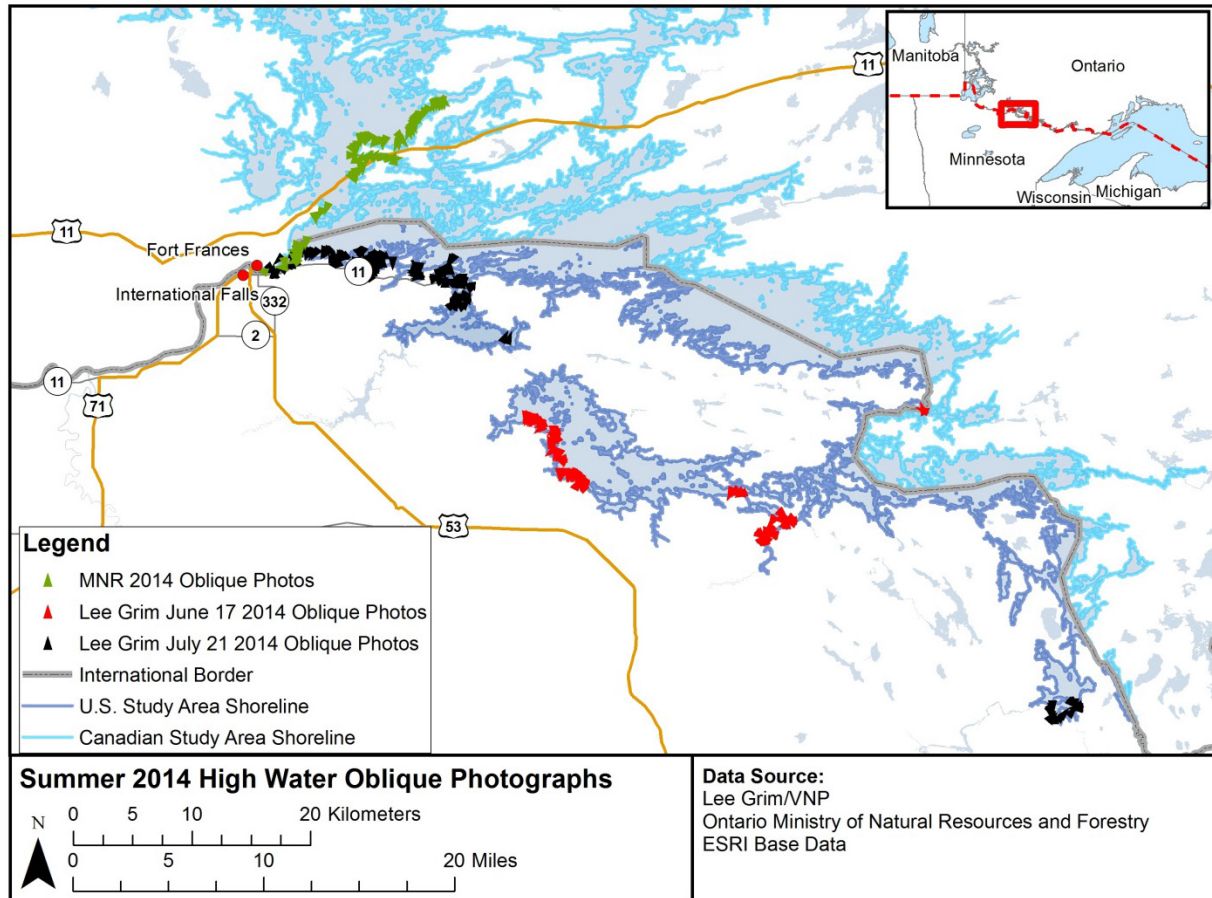 Manitoba
Ontario
Minnesota
Wisconsin
Michigan
11
11
Fort Frances
11
International Falls
332
2
11
71
53
Legend
MNR 2014 Oblique Photos
Lee Grim June 17 2014 Oblique Photos
Lee Grim July 21 2014 Oblique Photos
International Border
U.S. Study Area Shoreline
Canadian Study Area Shoreline
Summer 2014 High Water Oblique Photographs
N
0 5 10 20 Kilometers
0 5 10 20 Miles
Data Source:
Lee Grim/VNP
Ontario Ministry of Natural Resources and Forestry
ESRI Base Data